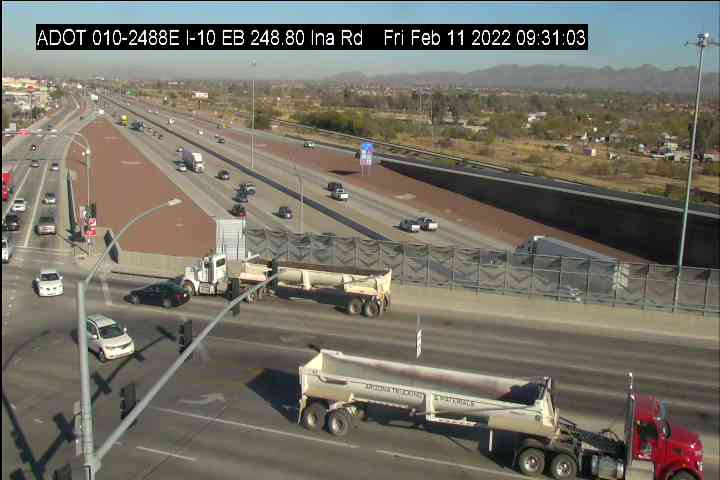 ADOT 010-2488E I-10 EB 248.80 Ina Rd Fri Feb 11 2022 09:31:03
ARIZONA TRUCKING & MATERIALS